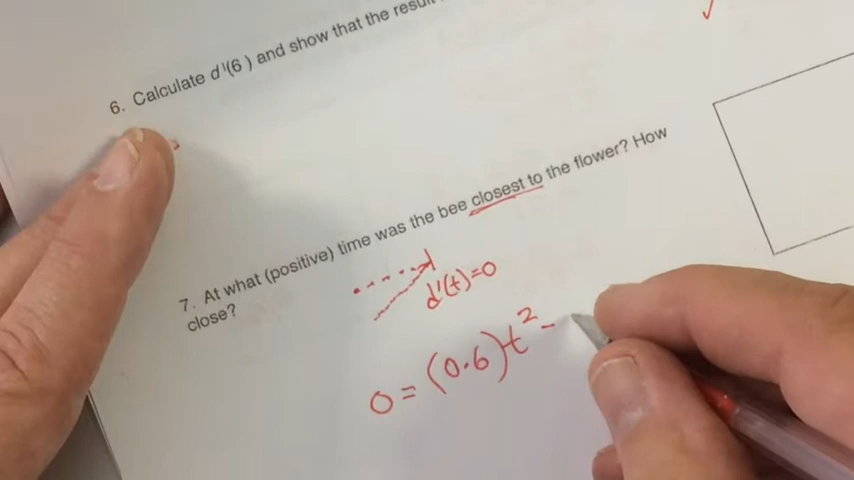 6. Calculate d'(6) and show that the result
7. At what (positive) time was the bee closest to the flower? How
close?
d'(t)=0
0 = (0.6)t² -